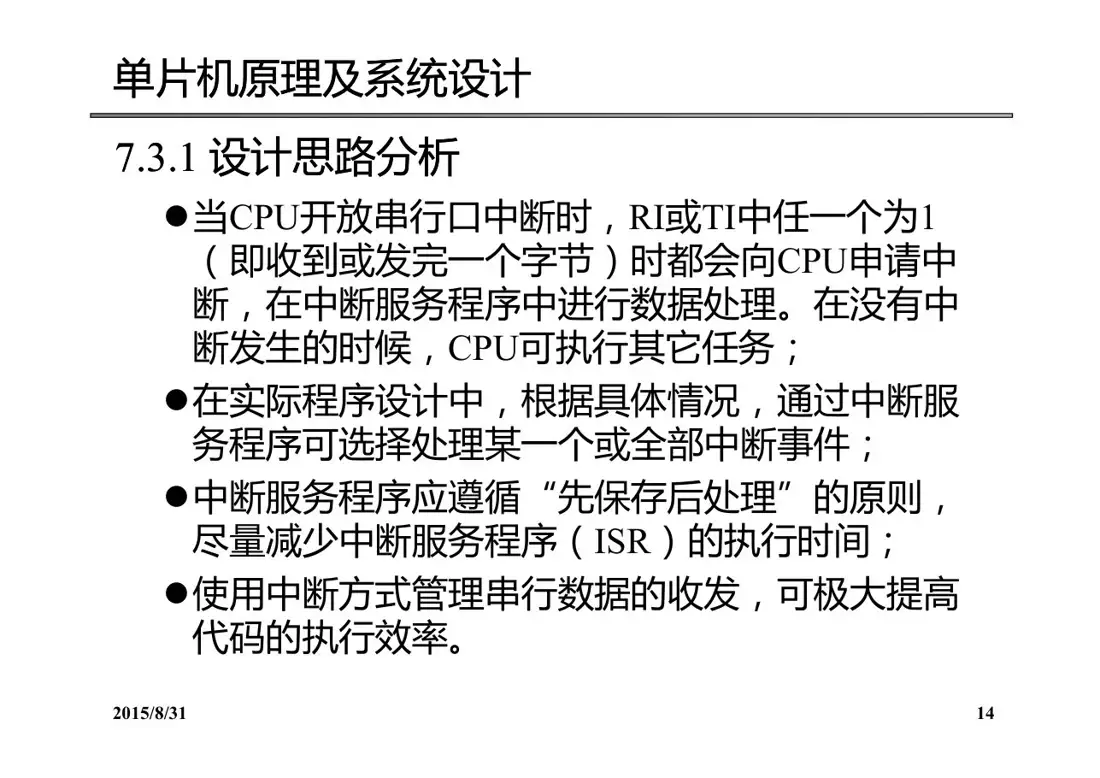 单片机原理及系统设计
7.3.1 设计思路分析
●当CPU开放串行口中断时，RI或TI中任一个为1
（即收到或发完一个字节）时都会向CPU申请中
断，在中断服务程序中进行数据处理。在没有中
断发生的时候，CPU可执行其它任务；
●在实际程序设计中，根据具体情况，通过中断服
务程序可选择处理某一个或全部中断事件；
●中断服务程序应遵循“先保存后处理”的原则，
尽量减少中断服务程序（ISR）的执行时间；
●使用中断方式管理串行数据的收发，可极大提高
代码的执行效率。
2015/8/31
14